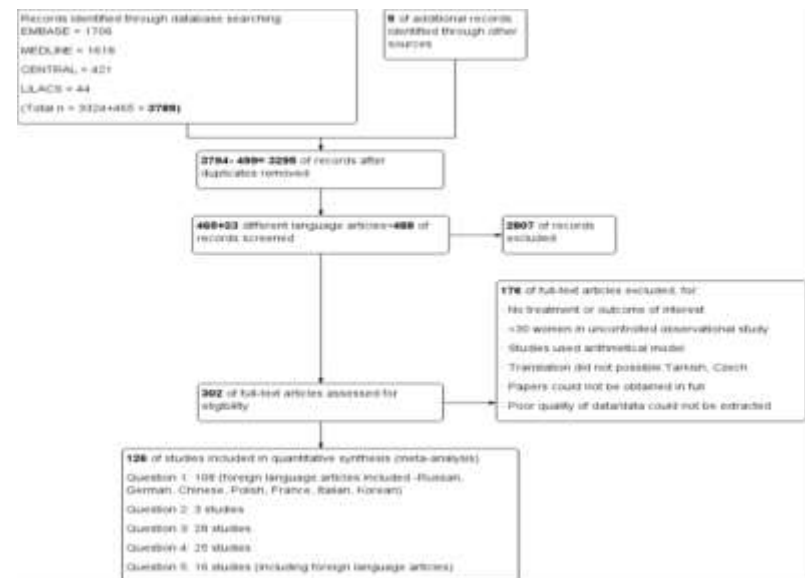 Records identified through database searching
EMBASE = 1706
MEDLINE = 1618
CENTRAL = 421
LILACS = 44
(Total n = 3324+465 = 3789)
of additional records
identified through other
sources
3794- 499= 3295 of records after
duplicates removed
465+23 different language articles=488 of
records screened
2807 of records
excluded
176 of full-text articles excluded, for:
No treatment or outcome of interest
<30 women in uncontrolled observational study
Studies used arithmetical model
Translation did not possible Czech
Papers could not be obtained in full
Poor quality of data/data could not be extracted
302 of full-text articles assessed for
eligibility
126 of studies included in quantitative synthesis (meta-analysis)
Question 1: (foreign language articles included -Russian,
German, Chinese, Polish, France, Italian, Korean)
Question 2: 3 studies
Question 3: 28 studies
Question 4: 25 studies
Question 5: 16 studies (including foreign language articles)